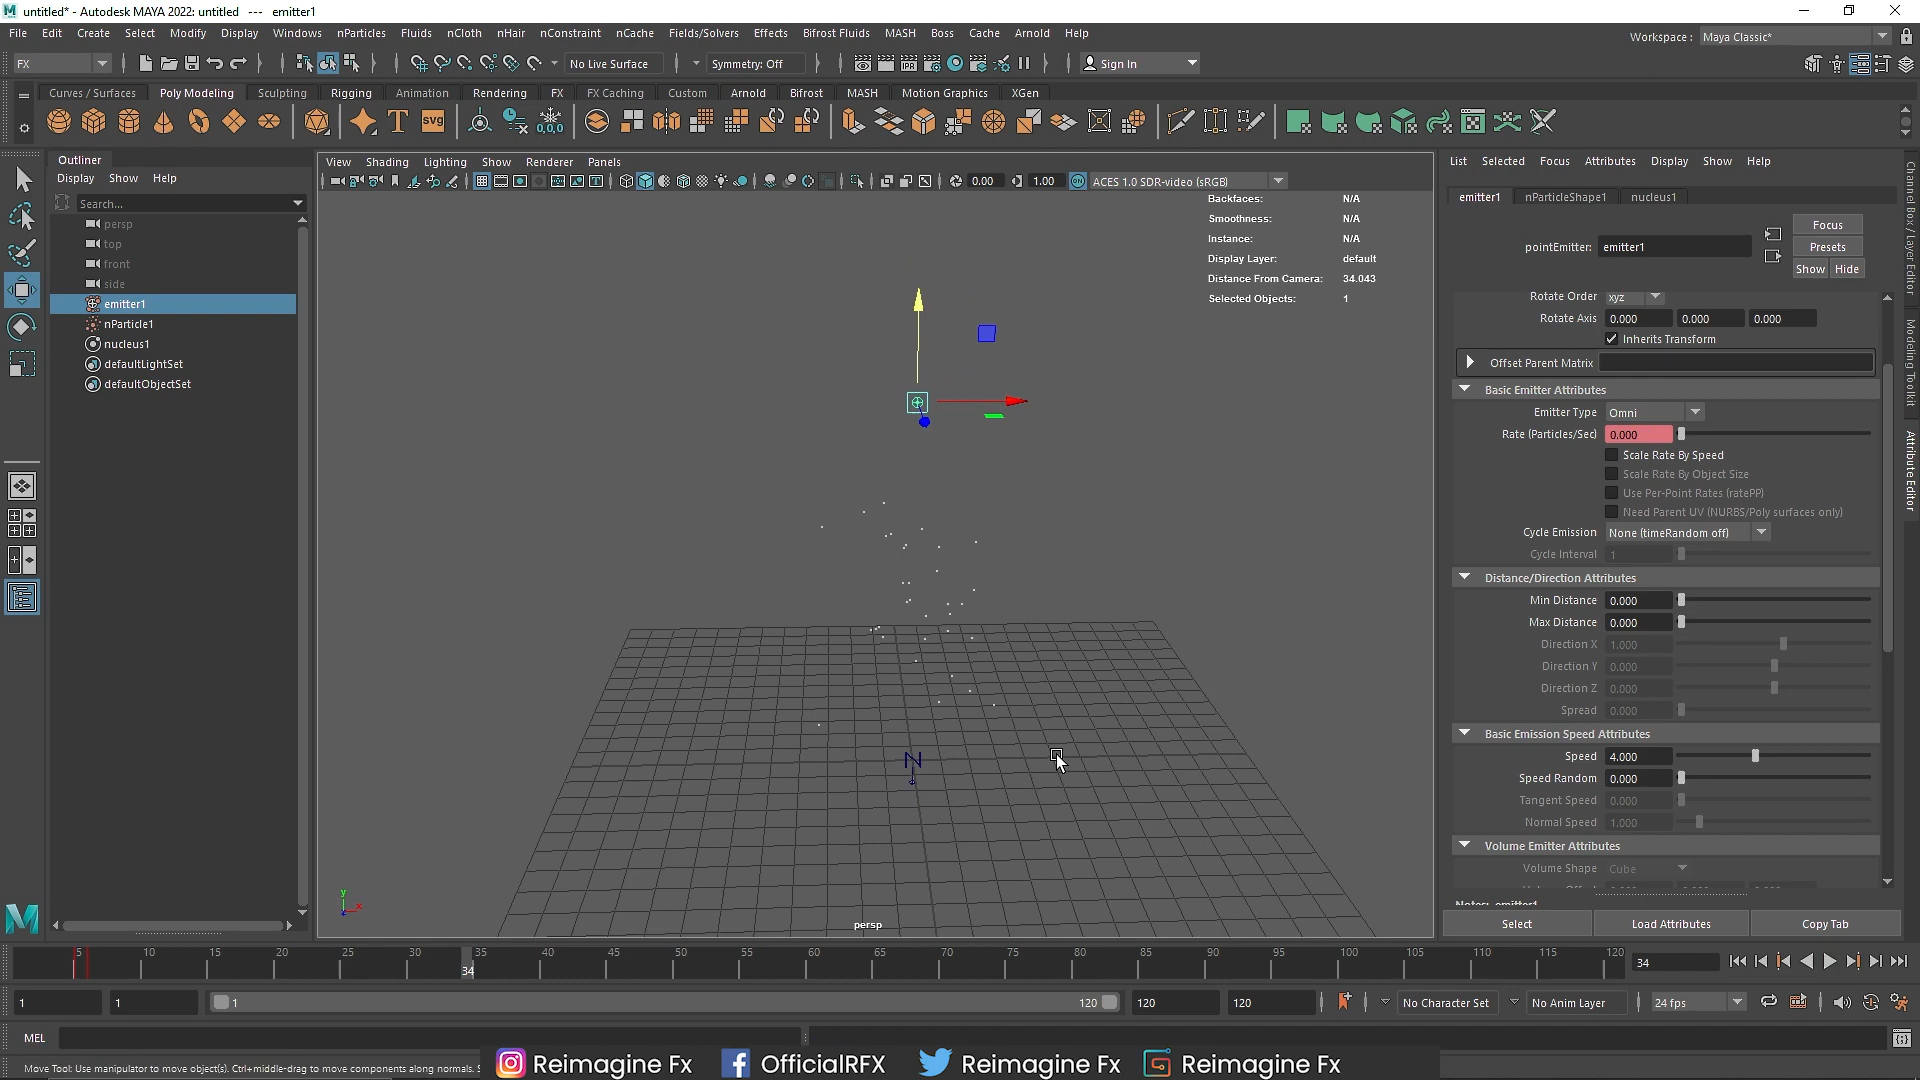 untitled* - Autodesk MAYA 2022: untitled --- emitter1
File Edit Create Select Modify Display Windows nParticles Fluids nCloth nHair nConstraint nCache Fields/Solvers Effects Bifrost Fluids MASH Boss Cache Arnold Help
Workspace : Maya Classic*
FX No Live Surface Symmetry: Off Sign In
Curves / Surfaces Poly Modeling Sculpting Rigging Animation Rendering FX FX Caching Custom Arnold Bifrost MASH Motion Graphics XGen
svg
0,0,0
Outliner
Display Show Help
Search...
persp
top
front
side
emitter1
nParticle1
nucleus1
defaultLightSet
defaultObjectSet
View Shading Lighting Show Renderer Panels
0.00 1.00 ACES 1.0 SDR-video (sRGB)
Backfaces: N/A
Smoothness: N/A
Instance: N/A
Display Layer: default
Distance From Camera: 34.043
Selected Objects: 1
N
y
x
persp
List Selected Focus Attributes Display Show Help
emitter1 nParticleShape1 nucleus1
pointEmitter: emitter1
Focus
Presets
Show Hide
Rotate Order xyz
Rotate Axis 0.000 0.000 0.000
Inherits Transform
Offset Parent Matrix
Basic Emitter Attributes
Emitter Type Omni
Rate (Particles/Sec) 0.000
Scale Rate By Speed
Scale Rate By Object Size
Use Per-Point Rates (ratePP)
Need Parent UV (NURBS/Poly surfaces only)
Cycle Emission None (timeRandom off)
Cycle Interval 1
Distance/Direction Attributes
Min Distance 0.000
Max Distance 0.000
Direction X 1.000
Direction Y 0.000
Direction Z 0.000
Spread 0.000
Basic Emission Speed Attributes
Speed 4.000
Speed Random 0.000
Tangent Speed 0.000
Normal Speed 1.000
Volume Emitter Attributes
Volume Shape Cube
Notes: emitter1
Select Load Attributes Copy Tab
Channel Box / Layer Editor
Modeling Toolkit
Attribute Editor
5 10 15 20 25 30 35 40 45 50 55 60 65 70 75 80 85 90 95 100 105 110 115 120
34
34
1 1 1 120 120 120 No Character Set No Anim Layer 24 fps
MEL
Move Tool: Use manipulator to move object(s). Ctrl+middle-drag to move components along normals.
Reimagine Fx OfficialRFX Reimagine Fx Reimagine Fx